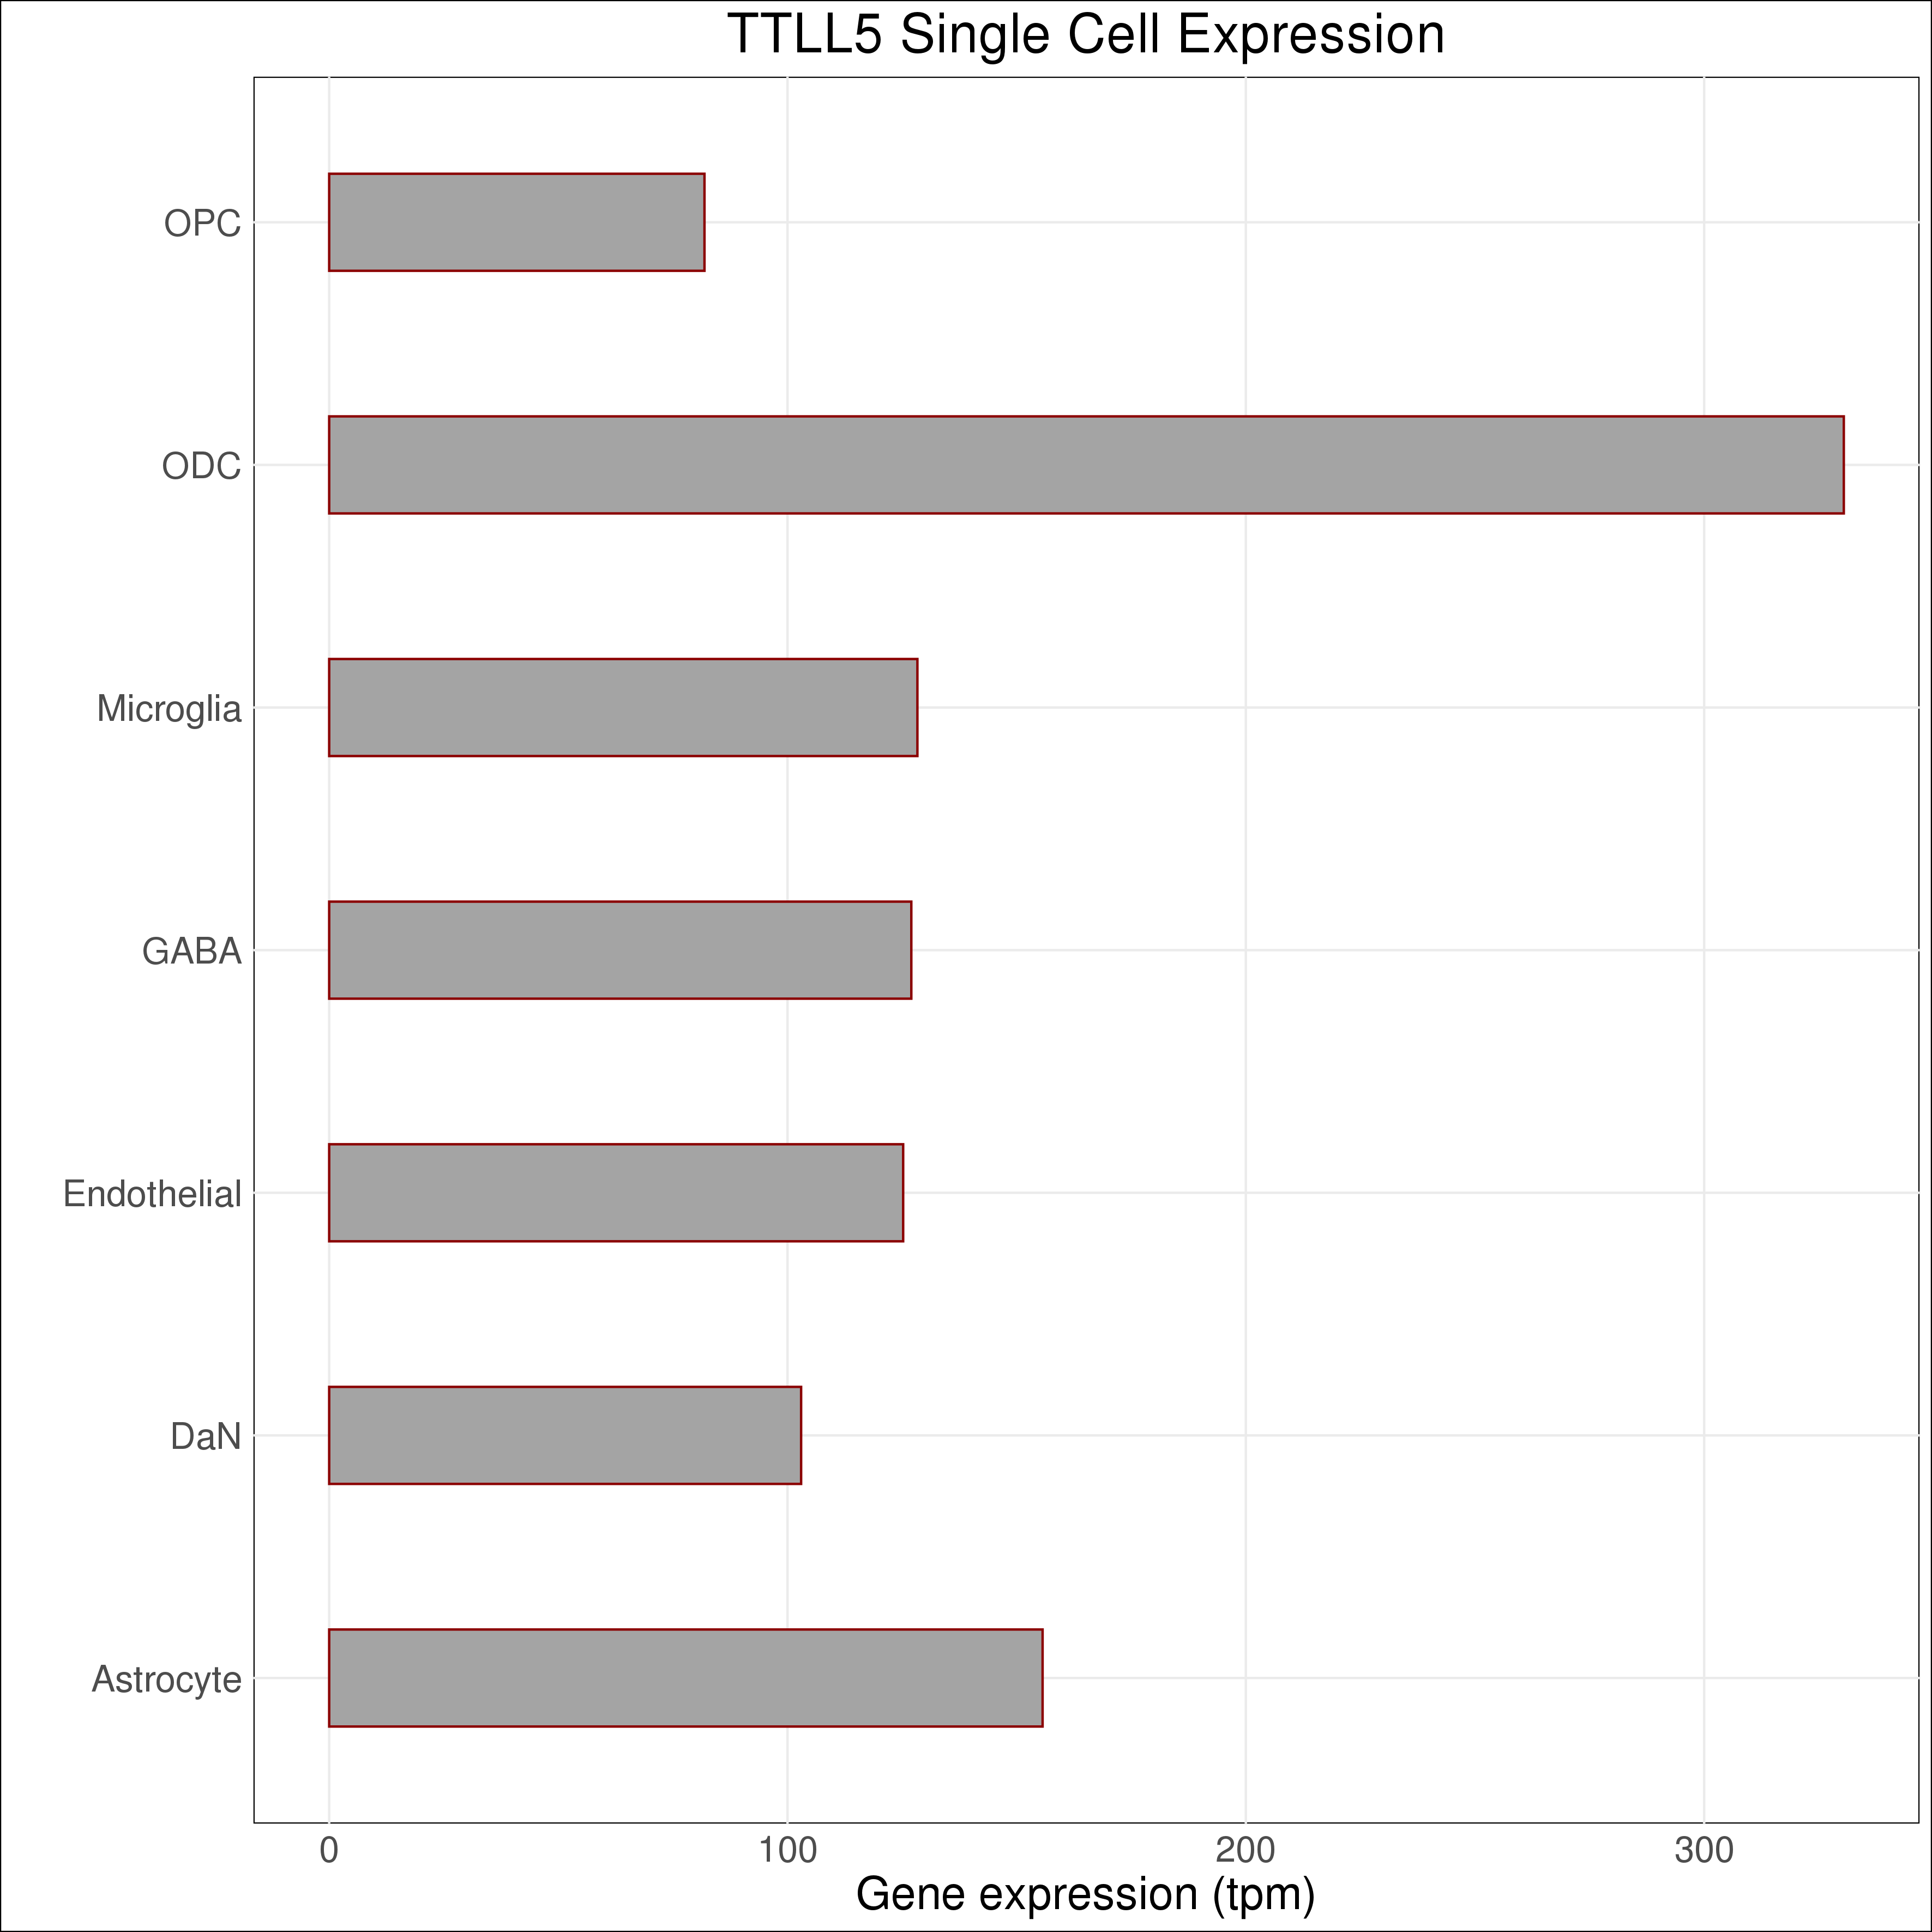 TTLL5 Single Cell Expression
OPC
ODC
Microglia
GABA
Endothelial
DaN
Astrocyte
0 100 200 300
Gene expression (tpm)